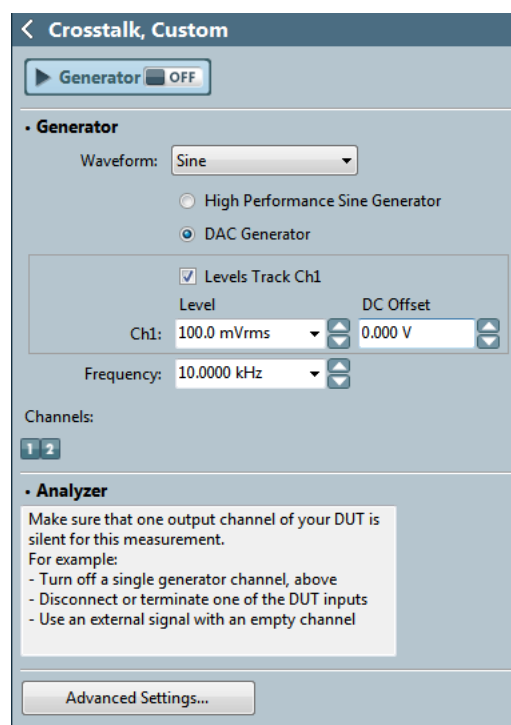 Crosstalk, Custom
Generator OFF
• Generator
Waveform: Sine
High Performance Sine Generator
DAC Generator
Levels Track Ch1
Level DC Offset
Ch1: 100.0 mVrms 0.000 V
Frequency: 10.0000 kHz
Channels:
1 2
• Analyzer
Make sure that one output channel of your DUT is
silent for this measurement.
For example:
- Turn off a single generator channel, above
- Disconnect or terminate one of the DUT inputs
- Use an external signal with an empty channel
Advanced Settings...